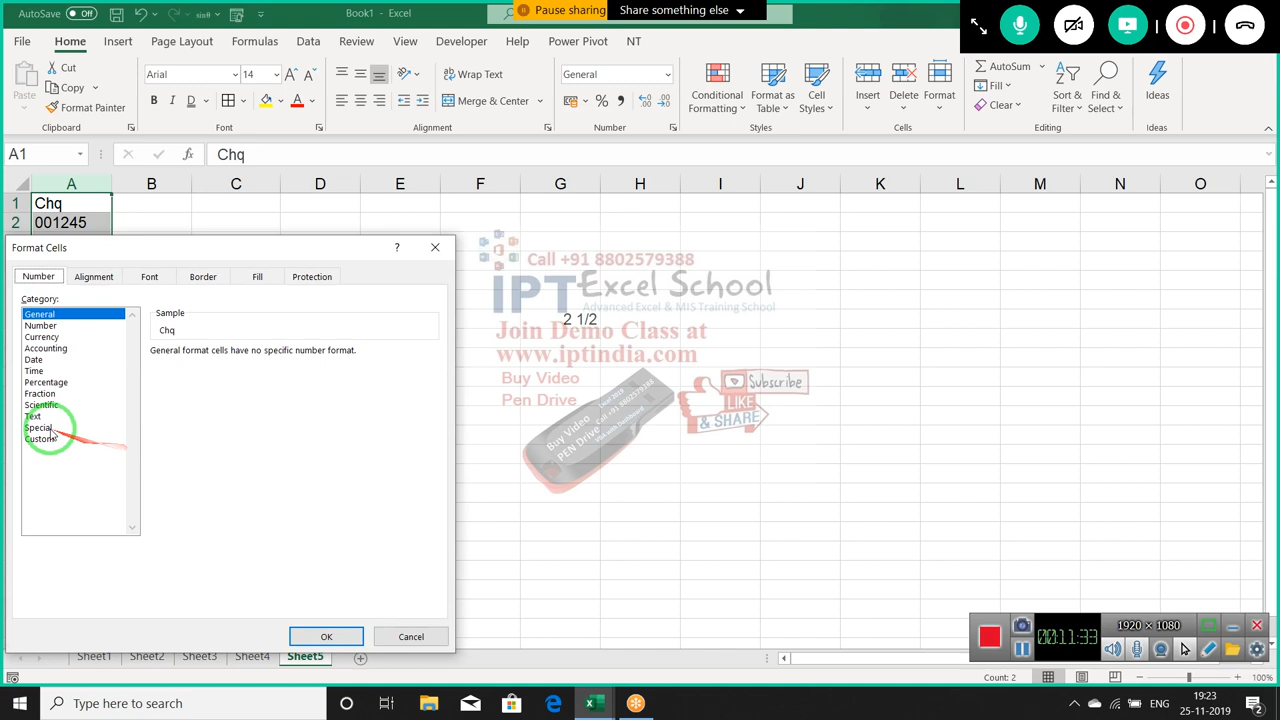 AutoSave Off
Book1 - Excel
Pause sharing
Share something else
File Home Insert Page Layout Formulas Data Review View Developer Help Power Pivot NT
Paste
Cut
Copy
Format Painter
Clipboard
Arial 14
B I D A
Font
Wrap Text
Merge & Center
Alignment
General
Number
Conditional Formatting
Format as Table
Cell Styles
Styles
Insert Delete Format
Cells
AutoSum
Fill
Clear
Sort & Filter
Find & Select
Editing
Ideas
Ideas
A1 fx Chq
A B C D E F G H I J K L M N O
1 Chq
2 001245
Format Cells ?
Number Alignment Font Border Fill Protection
Category:
General
Number
Currency
Accounting
Date
Time
Percentage
Fraction
Scientific
Text
Special
Custom
Sample
Chq
General format cells have no specific number format.
OK Cancel
Call +91 8802579388
IPT Excel School
Advanced Excel & MIS Training School
2 1/2
Join Demo Class at
www.iptindia.com
Buy Video
Pen Drive
Buy Video
PEN Drive
Call +91 8802579388
Subscribe
LIKE
& SHARE
Sheet1 Sheet2 Sheet3 Sheet4 Sheet5
00:11:33
1920 × 1080
Count: 2
100%
Type here to search
ENG
19:23
25-11-2019
2